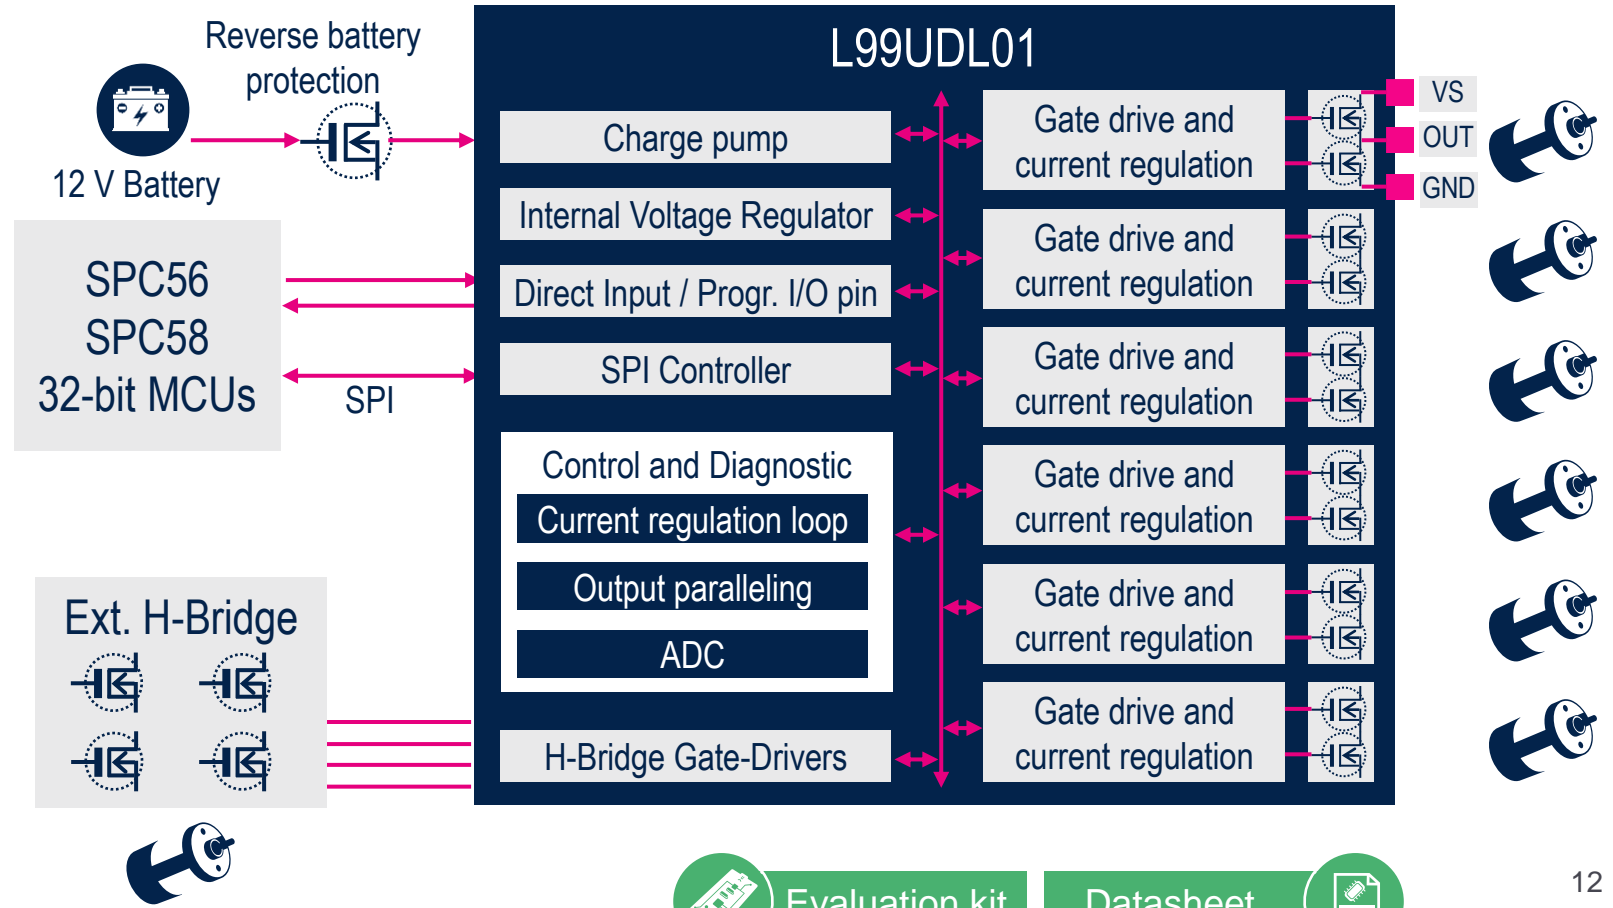 Reverse battery
protection
12 V Battery
SPC56
SPC58
32-bit MCUs
SPI
Ext. H-Bridge
L99UDL01
Charge pump
Internal Voltage Regulator
Direct Input / Progr. I/O pin
SPI Controller
Control and Diagnostic
Current regulation loop
Output paralleling
ADC
H-Bridge Gate-Drivers
Gate drive and
current regulation
Gate drive and
current regulation
Gate drive and
current regulation
Gate drive and
current regulation
Gate drive and
current regulation
Gate drive and
current regulation
VS
OUT
GND
Evaluation kit
Datasheet
12